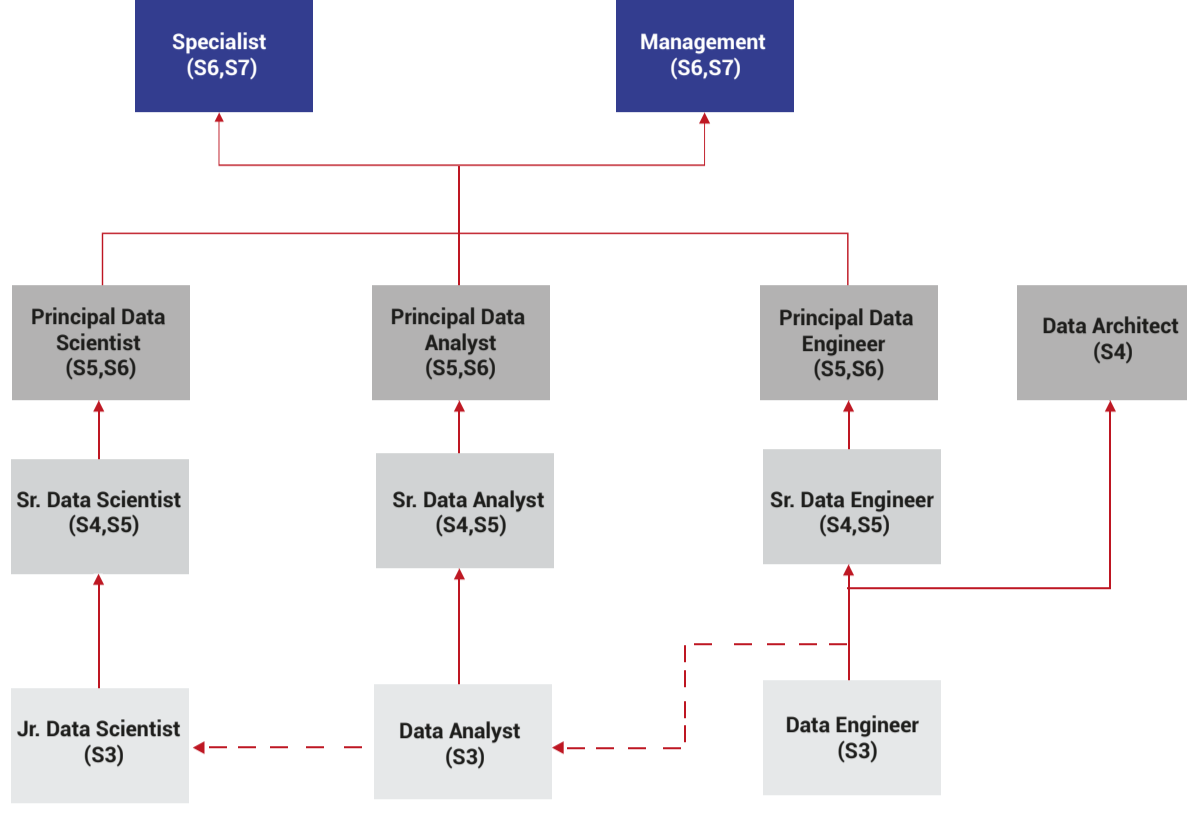 Specialist
(S6,S7)
Management
(S6,S7)
Principal Data
Scientist
(S5,S6)
Principal Data
Analyst
(S5,S6)
Principal Data
Engineer
(S5,S6)
Data Architect
(S4)
Sr. Data Scientist
(S4,S5)
Sr. Data Analyst
(S4,S5)
Sr. Data Engineer
(S4,S5)
Jr. Data Scientist
(S3)
Data Analyst
(S3)
Data Engineer
(S3)